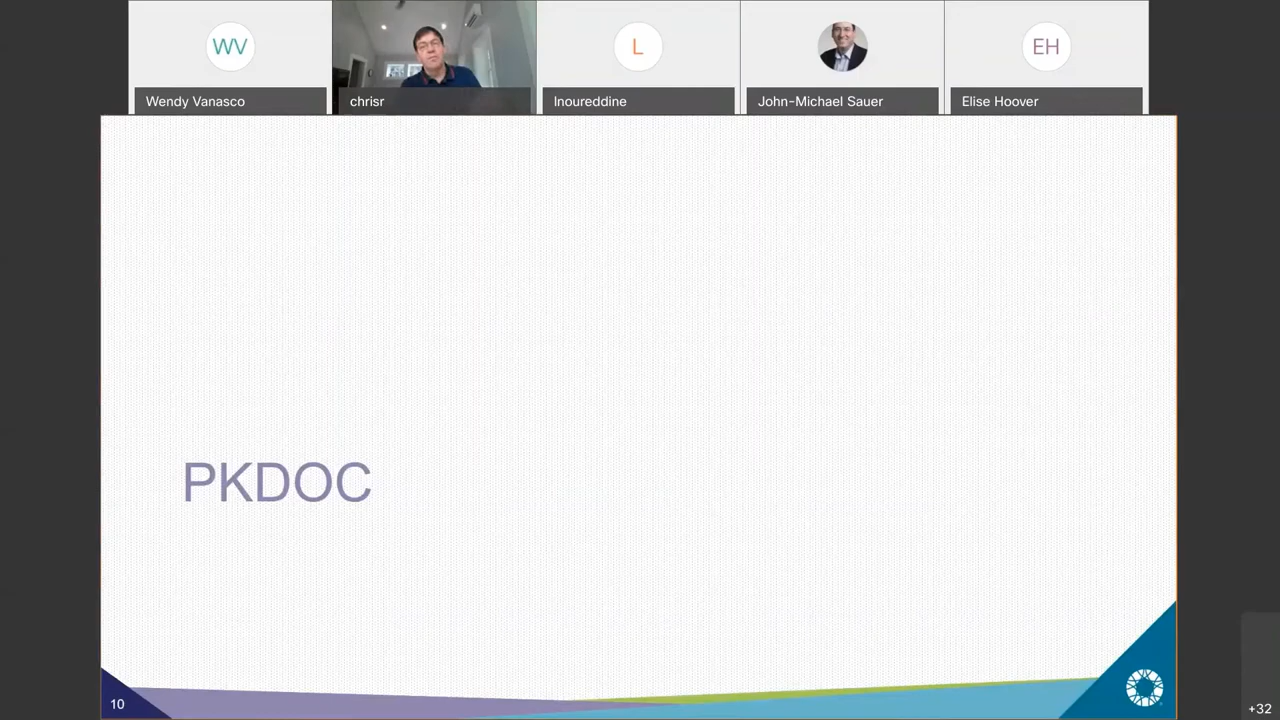 WV
Wendy Vanasco
chrisr
L
lnoureddine
John-Michael Sauer
EH
Elise Hoover
PKDOC
10
+32